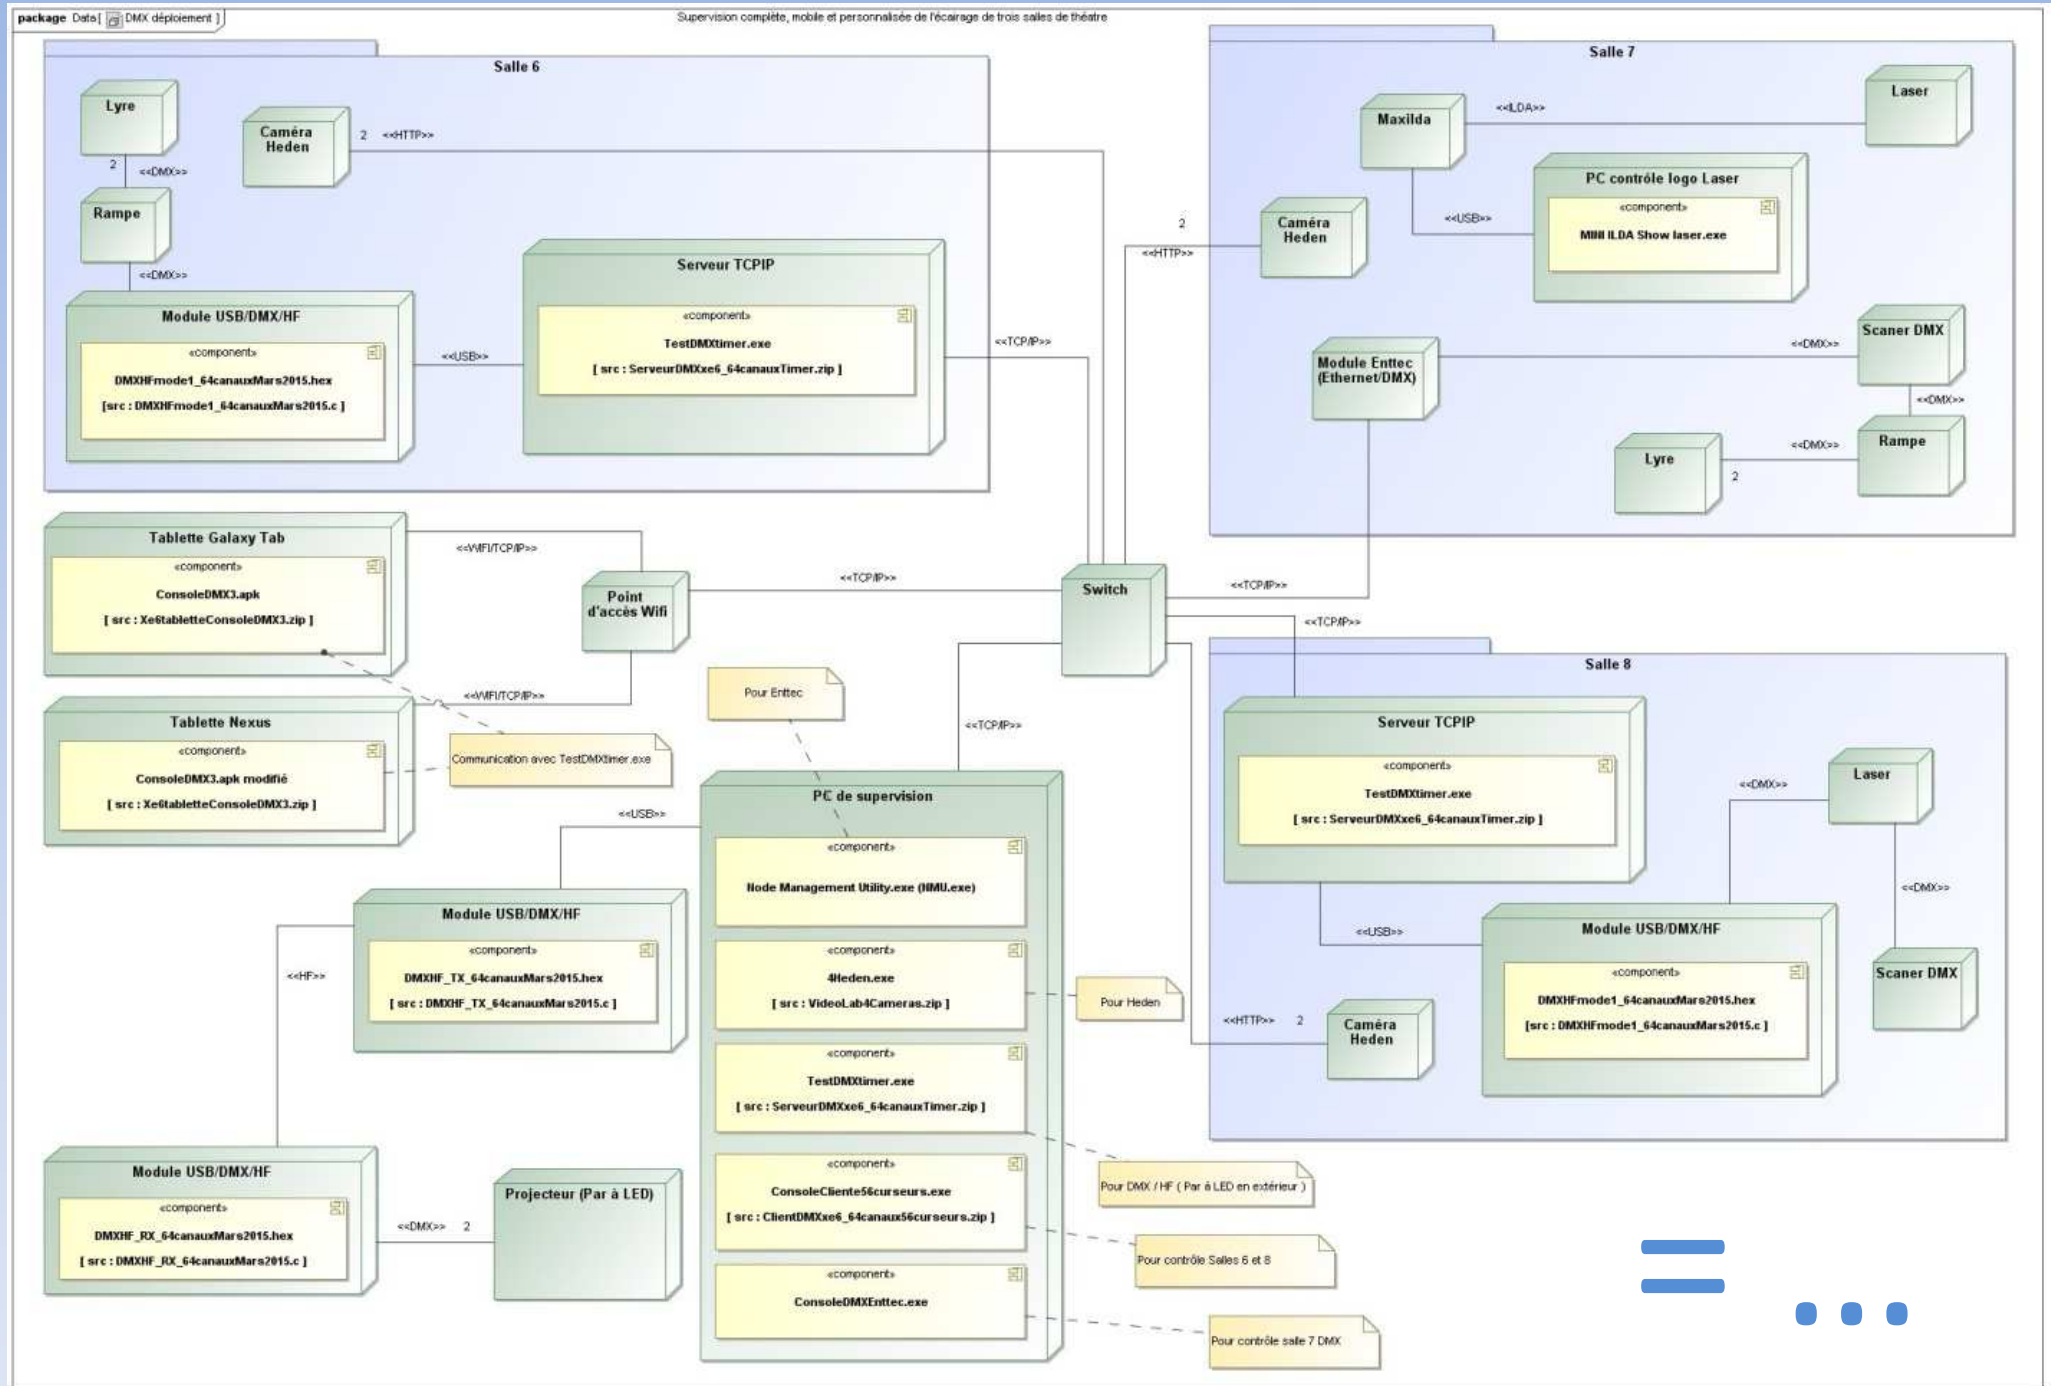 package Data [ DMX déploiement ]
Supervision complète, mobile et personnalisée de l'écairage de trois salles de théatre
Salle 6
Lyre
2
<<DMX>>
Rampe
<<DMX>>
Caméra
Heden
2 <<HTTP>>
Module USB/DMX/HF
«component»
DMXHFmode1_64canauxMars2015.hex
[src : DMXHFmode1_64canauxMars2015.c ]
<<USB>>
Serveur TCPIP
«component»
TestDMXtimer.exe
[ src : ServeurDMXxe6_64canauxTimer.zip ]
<<TCP/IP>>
Salle 7
Maxilda
<<ILDA>>
Laser
<<USB>>
PC contrôle logo Laser
«component»
MINI ILDA Show laser.exe
2
<<HTTP>>
Caméra
Heden
Module Enttec
(Ethernet/DMX)
<<DMX>>
Scaner DMX
<<DMX>>
Rampe
<<DMX>>
Lyre
2
Tablette Galaxy Tab
«component»
ConsoleDMX3.apk
[ src : Xe6tabletteConsoleDMX3.zip ]
<<WIFI/TCP/IP>>
Point
d'accès Wifi
<<TCP/IP>>
Switch
<<TCP/IP>>
<<TCP/IP>>
<<WIFI/TCP/IP>>
Tablette Nexus
«component»
ConsoleDMX3.apk modifié
[ src : Xe6tabletteConsoleDMX3.zip ]
Communication avec TestDMXtimer.exe
Pour Enttec
<<TCP/IP>>
<<USB>>
PC de supervision
«component»
Node Management Utility.exe (NMU.exe)
«component»
4Heden.exe
[ src : VideoLab4Cameras.zip ]
Pour Heden
«component»
TestDMXtimer.exe
[ src : ServeurDMXxe6_64canauxTimer.zip ]
Pour DMX / HF ( Par à LED en extérieur )
«component»
ConsoleCliente56curseurs.exe
[ src : ClientDMXxe6_64canaux56curseurs.zip ]
Pour contrôle Salles 6 et 8
«component»
ConsoleDMXEnttec.exe
Pour contrôle salle 7 DMX
Module USB/DMX/HF
«component»
DMXHF_TX_64canauxMars2015.hex
[ src : DMXHF_TX_64canauxMars2015.c ]
<<HF>>
Module USB/DMX/HF
«component»
DMXHF_RX_64canauxMars2015.hex
[ src : DMXHF_RX_64canauxMars2015.c ]
<<DMX>> 2
Projecteur (Par à LED)
Salle 8
Serveur TCPIP
«component»
TestDMXtimer.exe
[ src : ServeurDMXxe6_64canauxTimer.zip ]
<<DMX>>
Laser
<<DMX>>
Scaner DMX
<<USB>>
Module USB/DMX/HF
«component»
DMXHFmode1_64canauxMars2015.hex
[src : DMXHFmode1_64canauxMars2015.c ]
<<HTTP>> 2
Caméra
Heden
= ...